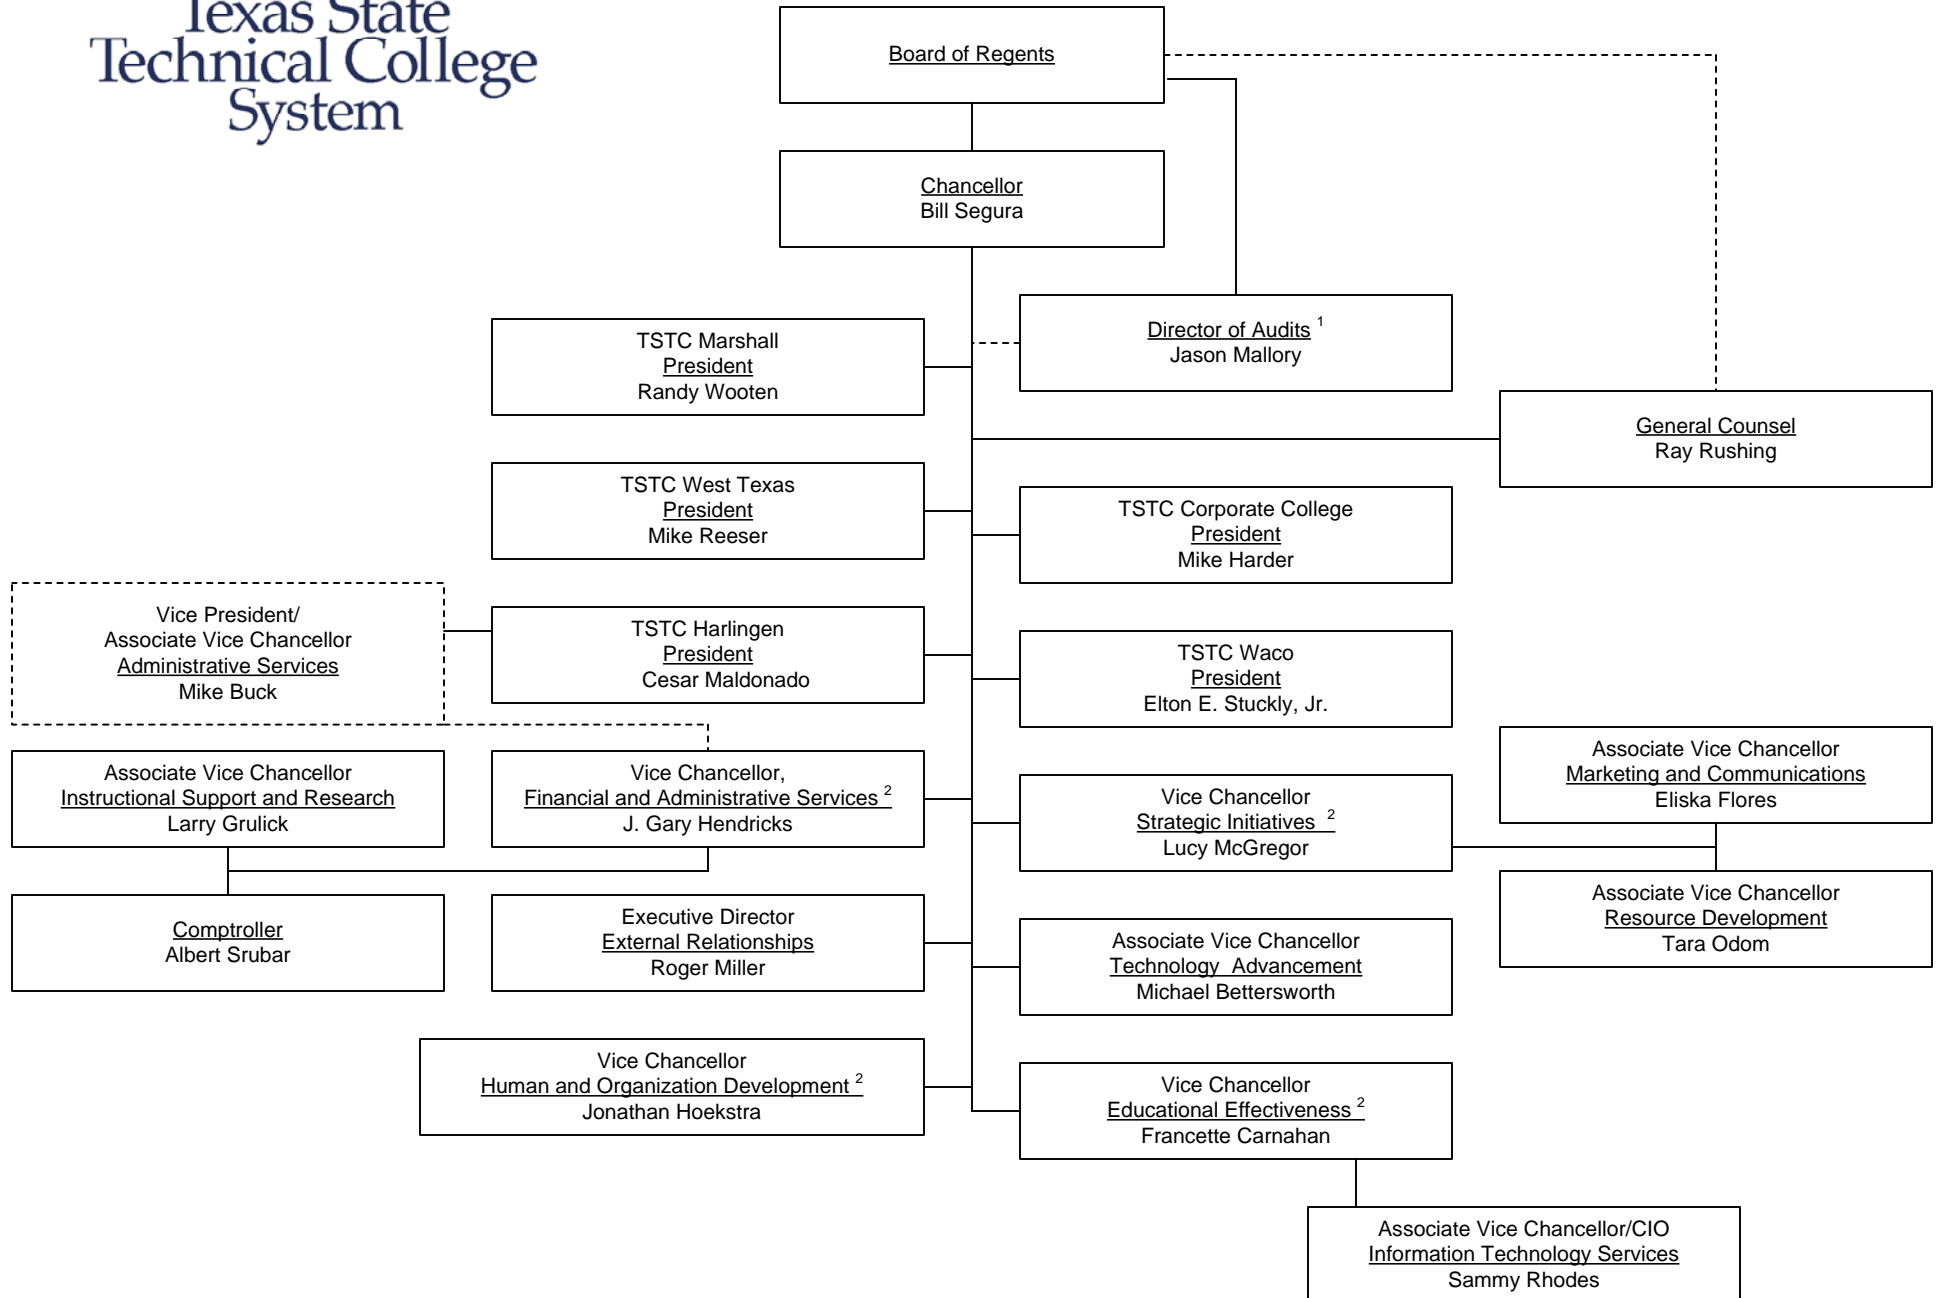 Texas State
Technical College
System
Board of Regents
Chancellor
Bill Segura
Director of Audits 1
Jason Mallory
TSTC Marshall
President
Randy Wooten
General Counsel
Ray Rushing
TSTC West Texas
President
Mike Reeser
TSTC Corporate College
President
Mike Harder
Vice President/
Associate Vice Chancellor
Administrative Services
Mike Buck
TSTC Harlingen
President
Cesar Maldonado
TSTC Waco
President
Elton E. Stuckly, Jr.
Associate Vice Chancellor
Instructional Support and Research
Larry Grulick
Vice Chancellor,
Financial and Administrative Services 2
J. Gary Hendricks
Vice Chancellor
Strategic Initiatives 2
Lucy McGregor
Associate Vice Chancellor
Marketing and Communications
Eliska Flores
Comptroller
Albert Srubar
Executive Director
External Relationships
Roger Miller
Associate Vice Chancellor
Technology Advancement
Michael Bettersworth
Associate Vice Chancellor
Resource Development
Tara Odom
Vice Chancellor
Human and Organization Development 2
Jonathan Hoekstra
Vice Chancellor
Educational Effectiveness 2
Francette Carnahan
Associate Vice Chancellor/CIO
Information Technology Services
Sammy Rhodes